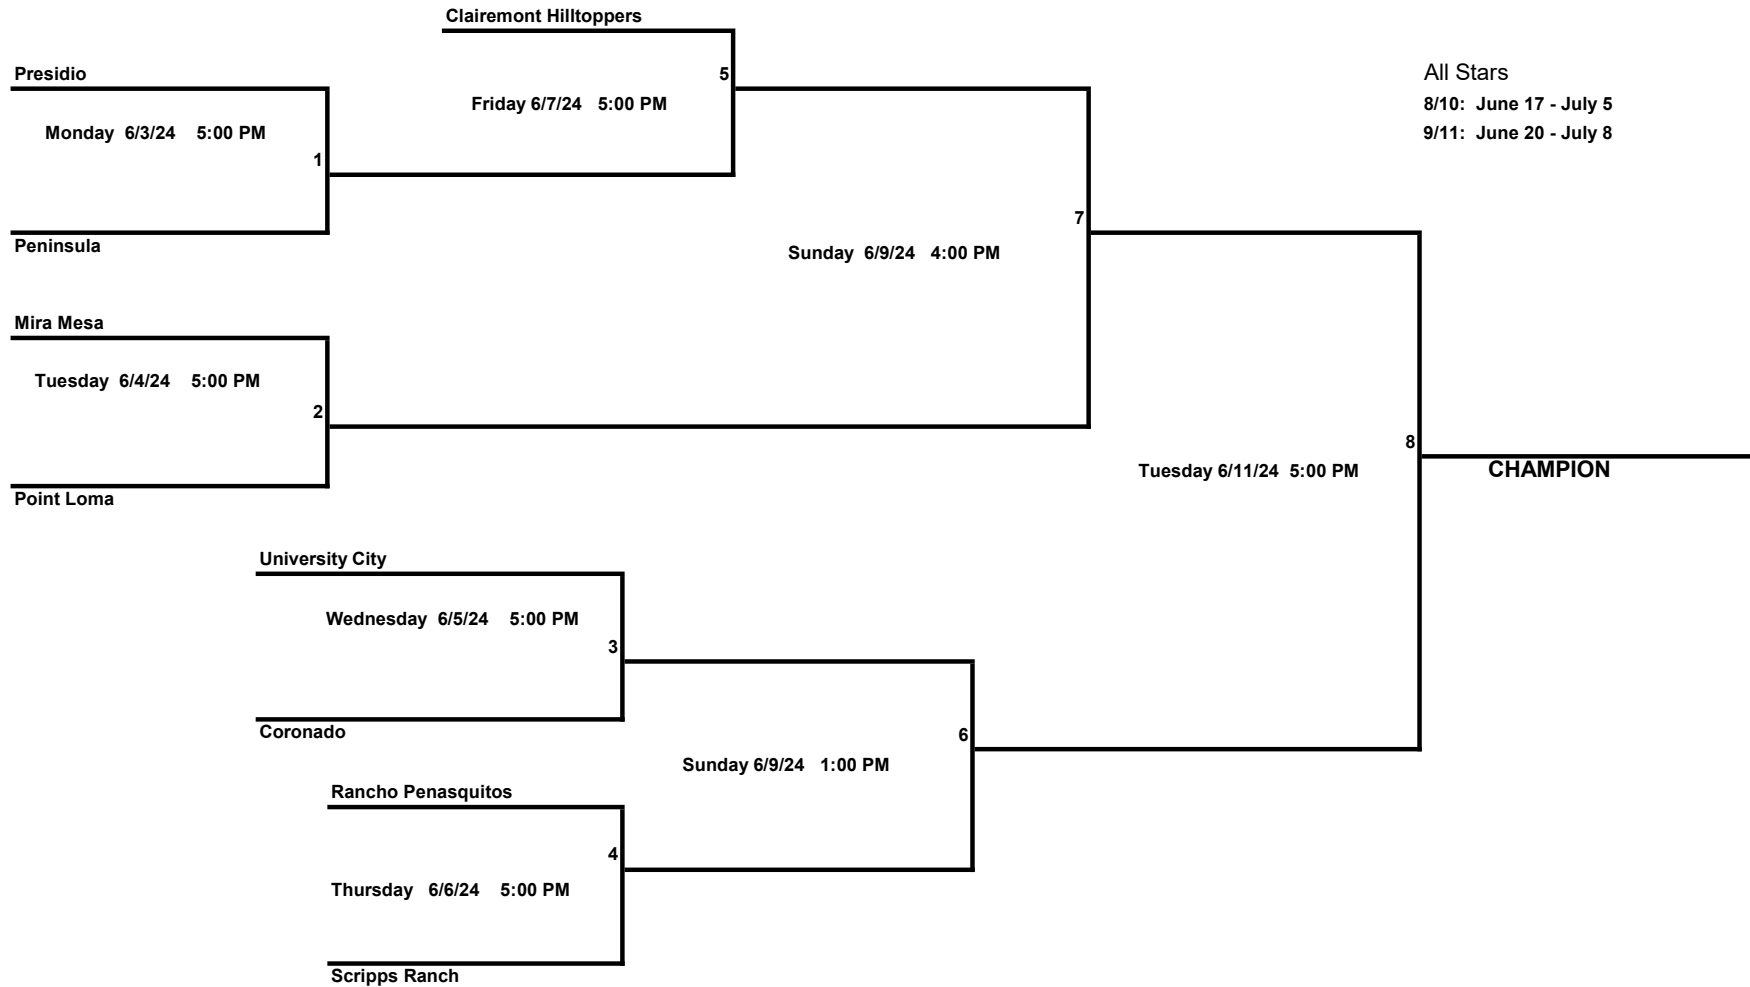 Clairemont Hilltoppers
Presidio
5
All Stars
Friday 6/7/24 5:00 PM
8/10: June 17 - July 5
Monday 6/3/24 5:00 PM
9/11: June 20 - July 8
1
7
Peninsula
Sunday 6/9/24 4:00 PM
Mira Mesa
Tuesday 6/4/24 5:00 PM
2
8
Tuesday 6/11/24 5:00 PM
CHAMPION
Point Loma
University City
Wednesday 6/5/24 5:00 PM
3
Coronado
6
Sunday 6/9/24 1:00 PM
Rancho Penasquitos
4
Thursday 6/6/24 5:00 PM
Scripps Ranch